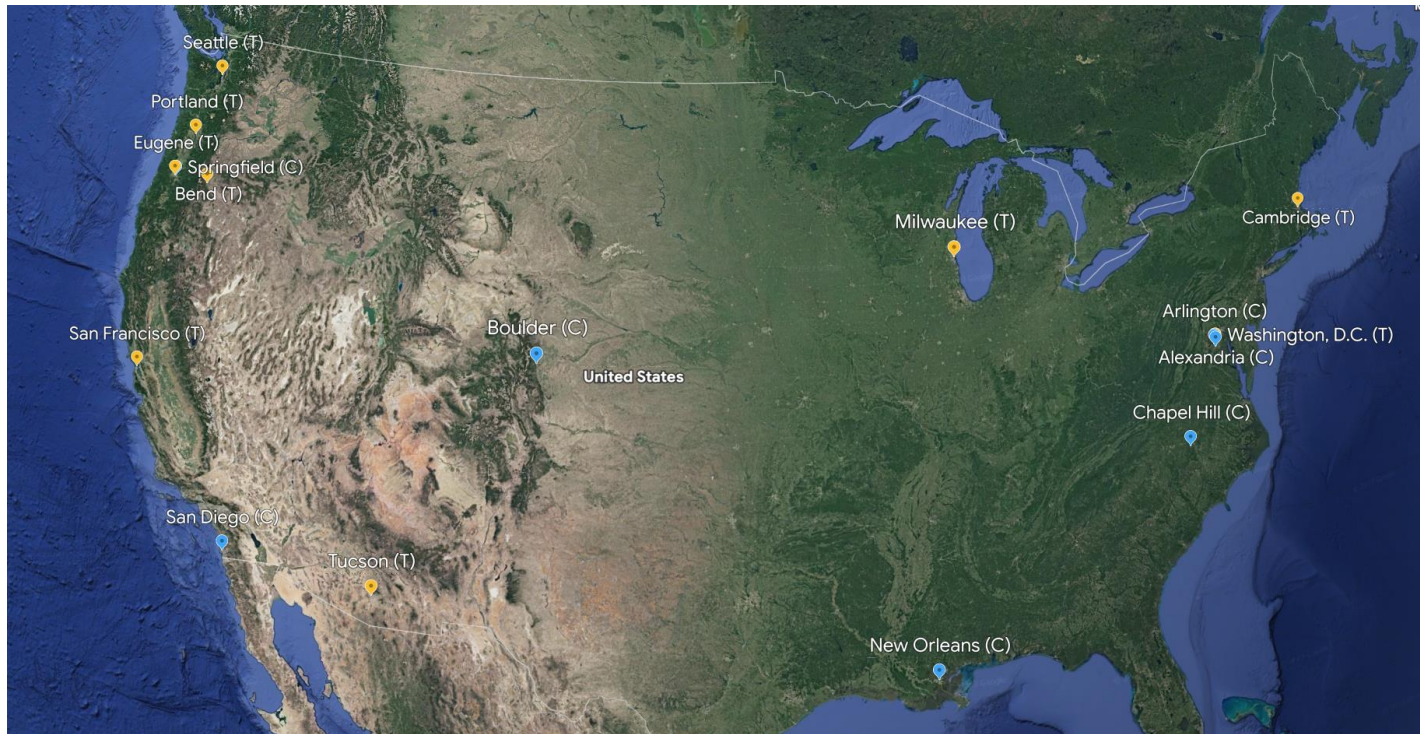 Seattle (T)
Portland (T)
Eugene (T)
Springfield (C)
Bend (T)
Milwaukee (T)
Cambridge (T)
Arlington (C)
Washington, D.C. (T)
Alexandria (C)
San Francisco (T)
Boulder (C)
United States
Chapel Hill (C)
San Diego (C)
Tucson (T)
New Orleans (C)